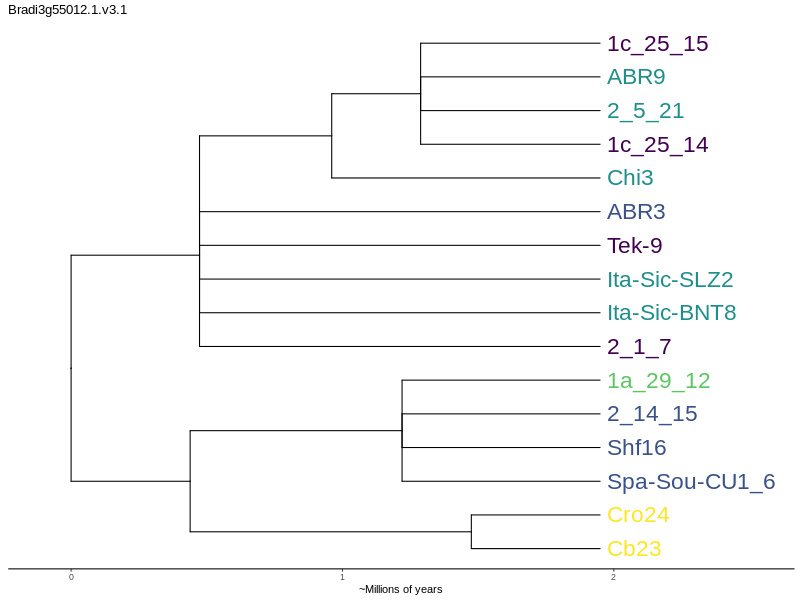 Bradi3g55012.1.v3.1
1c_25_15
ABR9
2_5_21
1c_25_14
Chi3
ABR3
Tek-9
Ita-Sic-SLZ2
Ita-Sic-BNT8
2_1_7
1a_29_12
2_14_15
Shf16
Spa-Sou-CU1_6
Cro24
Cb23
0 1 2
~Millions of years